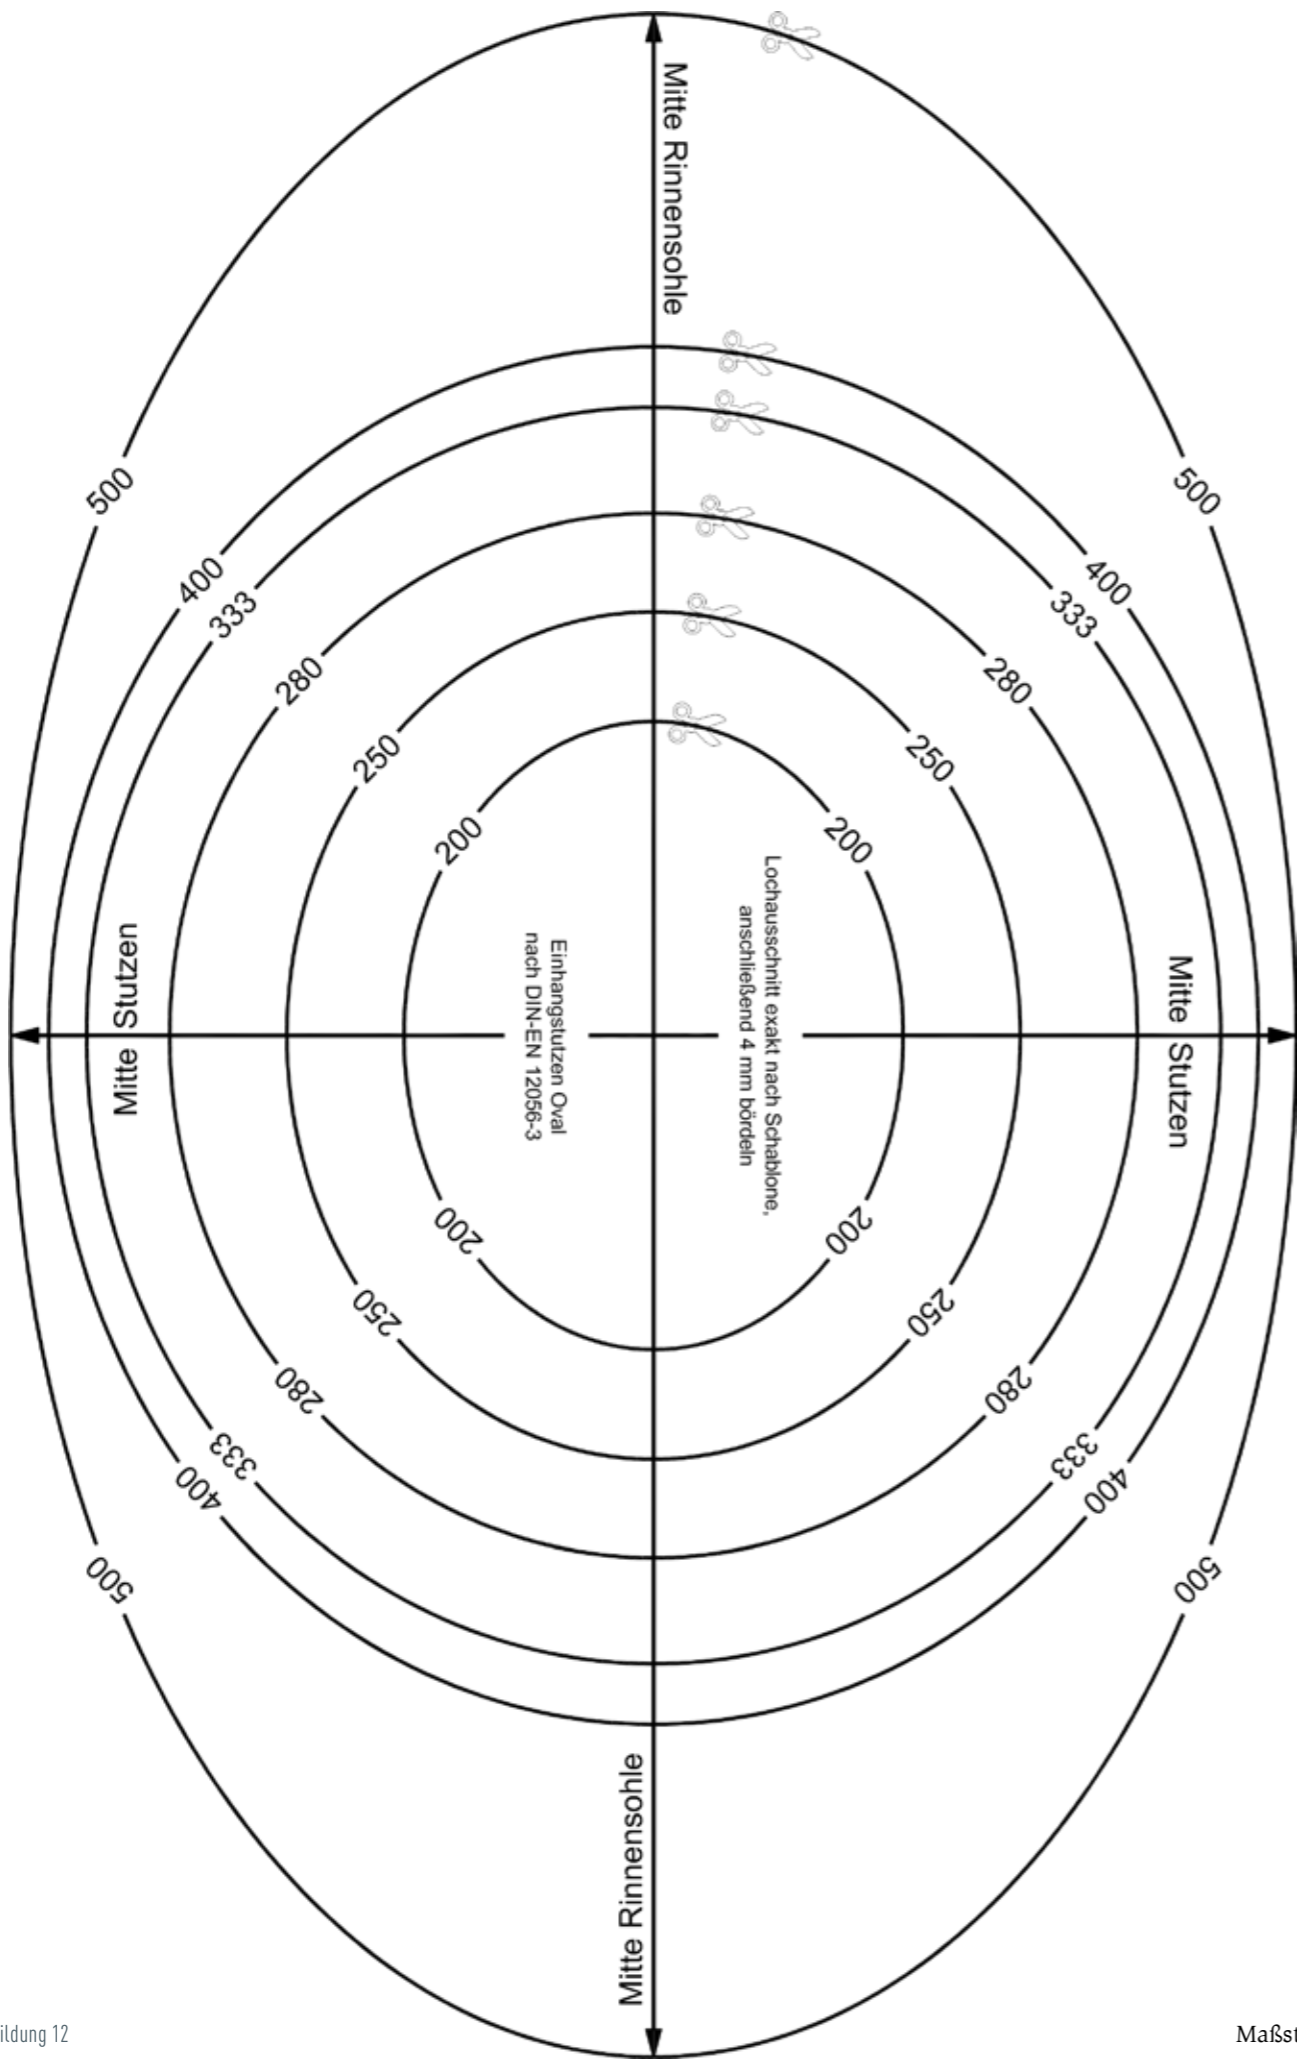 Mitte Rinnensohle
500
500
400
400
333
333
280
280
250
250
200
200
Lochausschnitt exakt nach Schablone,
anschließend 4 mm bördeln
Einhangstutzen Oval
nach DIN-EN 12056-3
Mitte Stutzen
Mitte Stutzen
200
200
250
250
280
280
333
333
400
400
500
500
Mitte Rinnensohle
ildung 12
Maßst